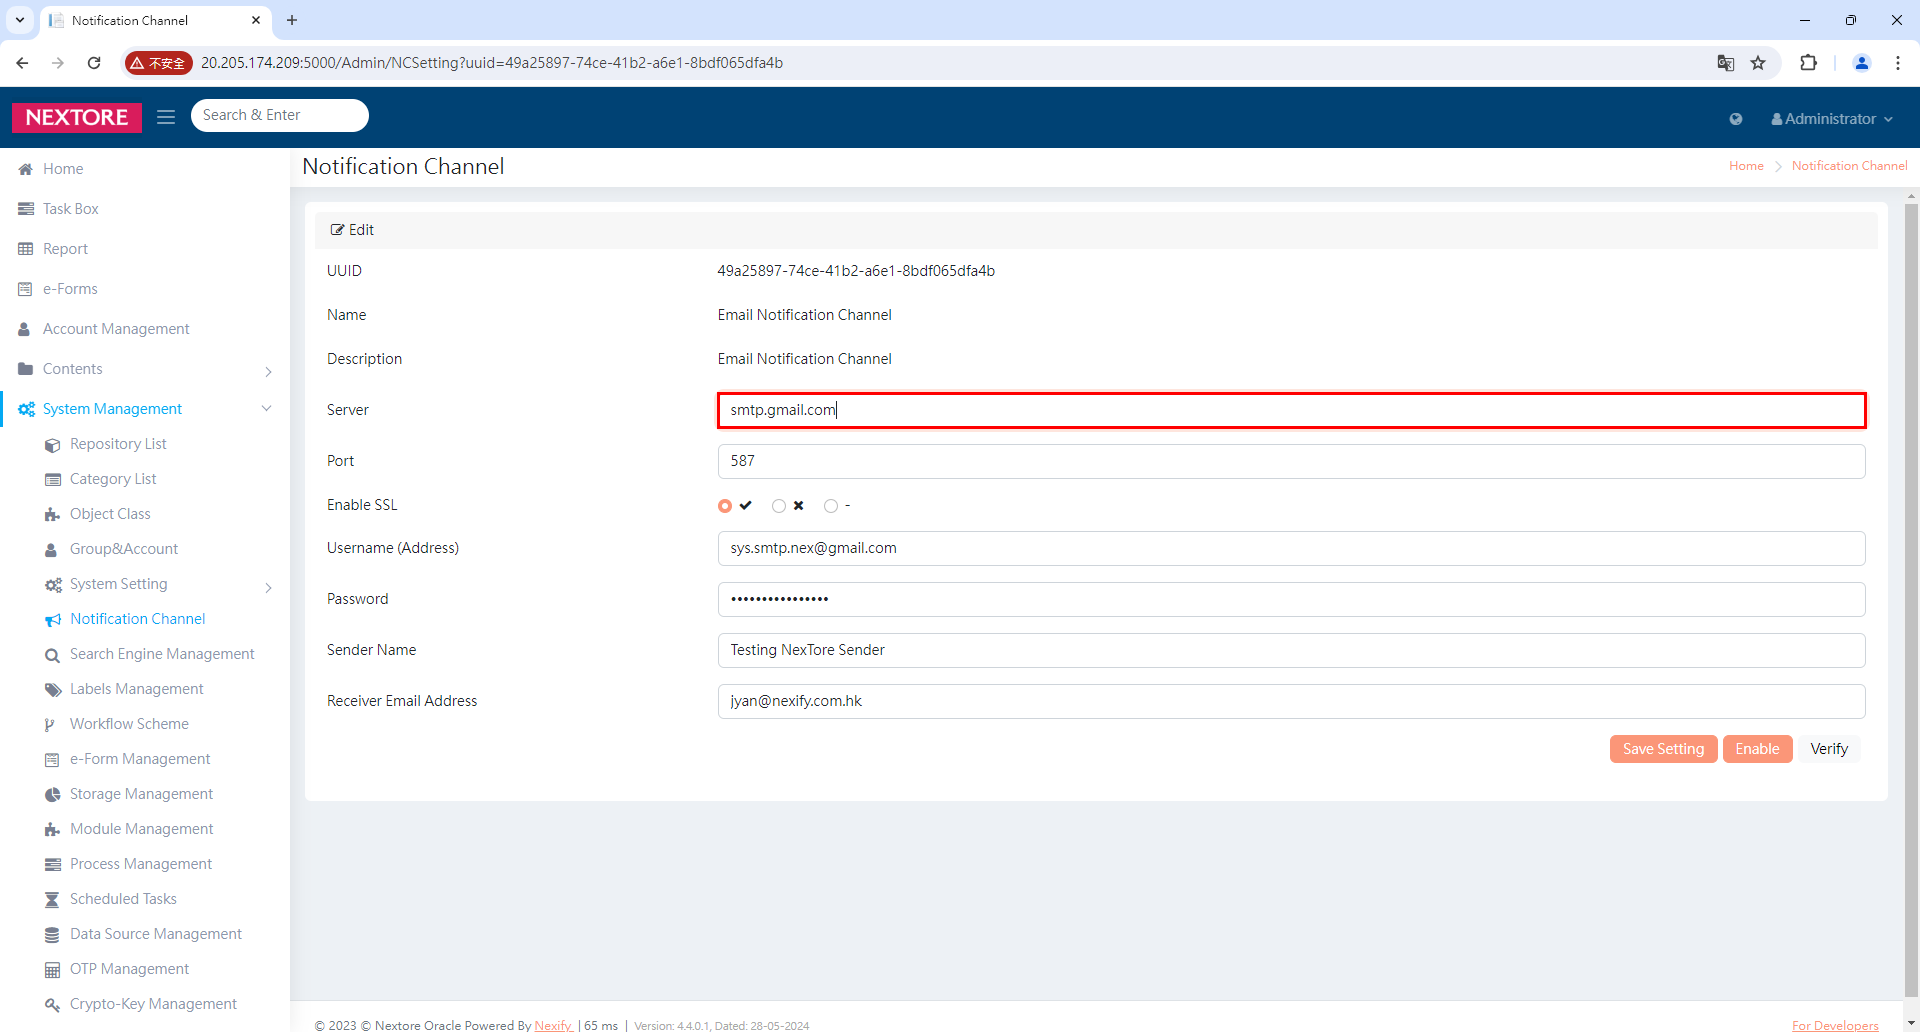 Notification Channel
不安全 20.205.174.209:5000/Admin/NCSetting?uuid=49a25897-74ce-41b2-a6e1-8bdf065dfa4b
NEXTORE
Search & Enter
Administrator
Home
Task Box
Report
e-Forms
Account Management
Contents
System Management
Repository List
Category List
Object Class
Group&Account
System Setting
Notification Channel
Search Engine Management
Labels Management
Workflow Scheme
e-Form Management
Storage Management
Module Management
Process Management
Scheduled Tasks
Data Source Management
OTP Management
Crypto-Key Management
Notification Channel
Home Notification Channel
Edit
UUID 49a25897-74ce-41b2-a6e1-8bdf065dfa4b
Name Email Notification Channel
Description Email Notification Channel
Server smtp.gmail.com
Port 587
Enable SSL -
Username (Address) sys.smtp.nex@gmail.com
Password ••••••••••••••••
Sender Name Testing NexTore Sender
Receiver Email Address jyan@nexify.com.hk
Save Setting Enable Verify
© 2023 © Nextore Oracle Powered By Nexify | 65 ms | Version: 4.4.0.1, Dated: 28-05-2024
For Developers